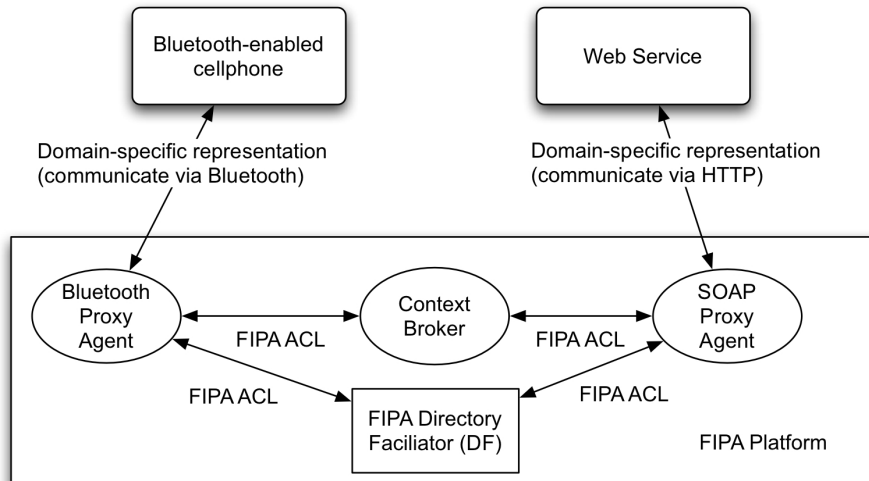 Bluetooth-enabled
cellphone
Web Service
Domain-specific representation
(communicate via Bluetooth)
Domain-specific representation
(communicate via HTTP)
Bluetooth
Proxy
Agent
Context
Broker
SOAP
Proxy
Agent
FIPA ACL
FIPA ACL
FIPA ACL
FIPA ACL
FIPA Directory
Faciliator (DF)
FIPA Platform